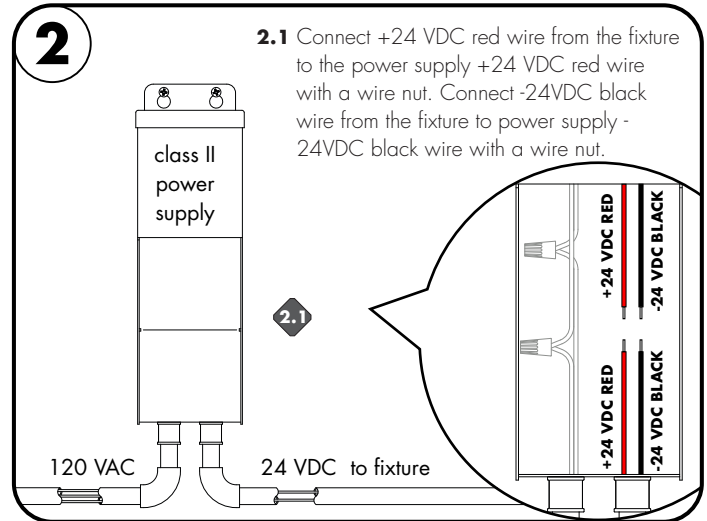 2
2.1 Connect +24 VDC red wire from the fixture
to the power supply +24 VDC red wire
with a wire nut. Connect -24VDC black
wire from the fixture to power supply -
24VDC black wire with a wire nut.
class II
power
supply
2.1
+24 VDC RED
-24 VDC BLACK
+24 VDC RED
-24 VDC BLACK
120 VAC
24 VDC to fixture